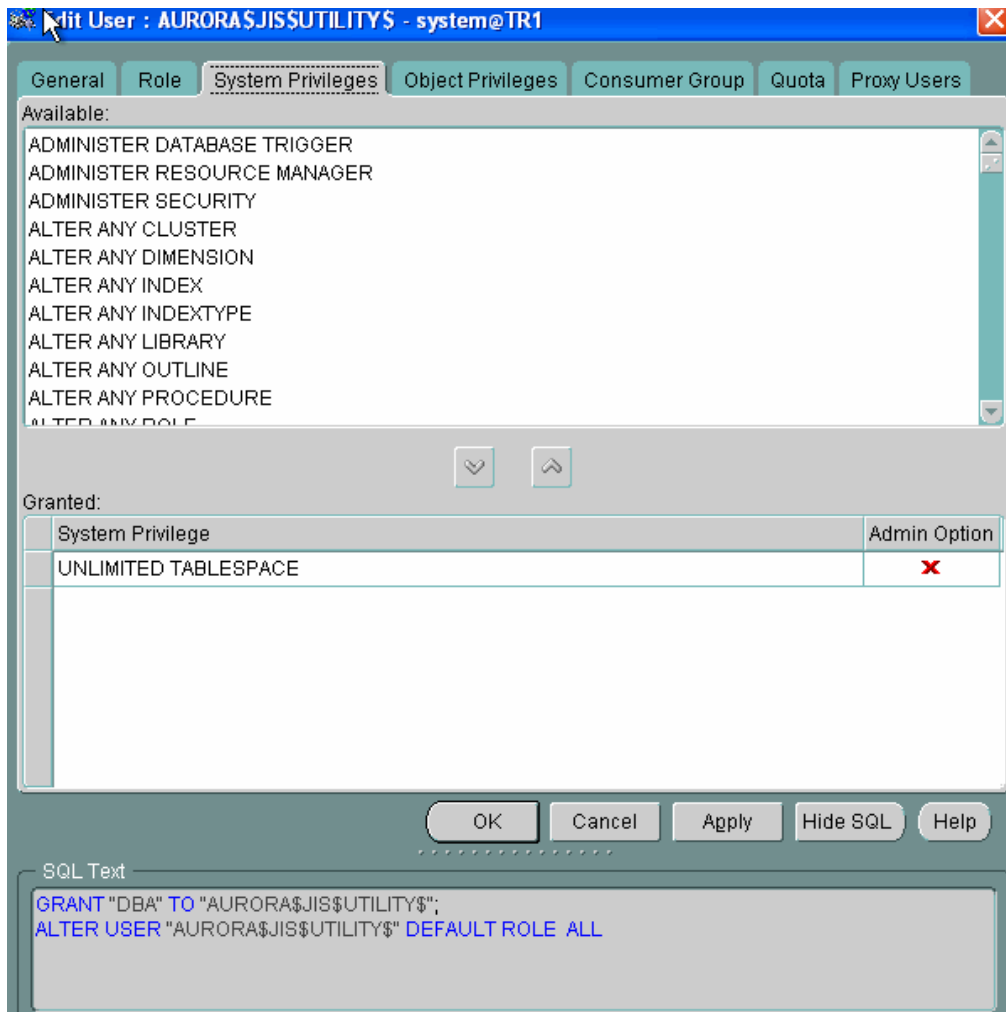 Edit User : AURORA$JIS$UTILITY$ - system@TR1
General Role System Privileges Object Privileges Consumer Group Quota Proxy Users
Available:
ADMINISTER DATABASE TRIGGER
ADMINISTER RESOURCE MANAGER
ADMINISTER SECURITY
ALTER ANY CLUSTER
ALTER ANY DIMENSION
ALTER ANY INDEX
ALTER ANY INDEXTYPE
ALTER ANY LIBRARY
ALTER ANY OUTLINE
ALTER ANY PROCEDURE
ALTER ANY ROLE
Granted:
System Privilege Admin Option
UNLIMITED TABLESPACE
OK Cancel Apply Hide SQL Help
SQL Text
GRANT "DBA" TO "AURORA$JIS$UTILITY$";
ALTER USER "AURORA$JIS$UTILITY$" DEFAULT ROLE ALL